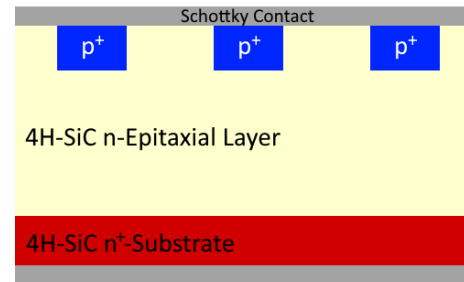 Schottky Contact
p⁺ p⁺ p⁺
4H-SiC n-Epitaxial Layer
4H-SiC n⁺-Substrate